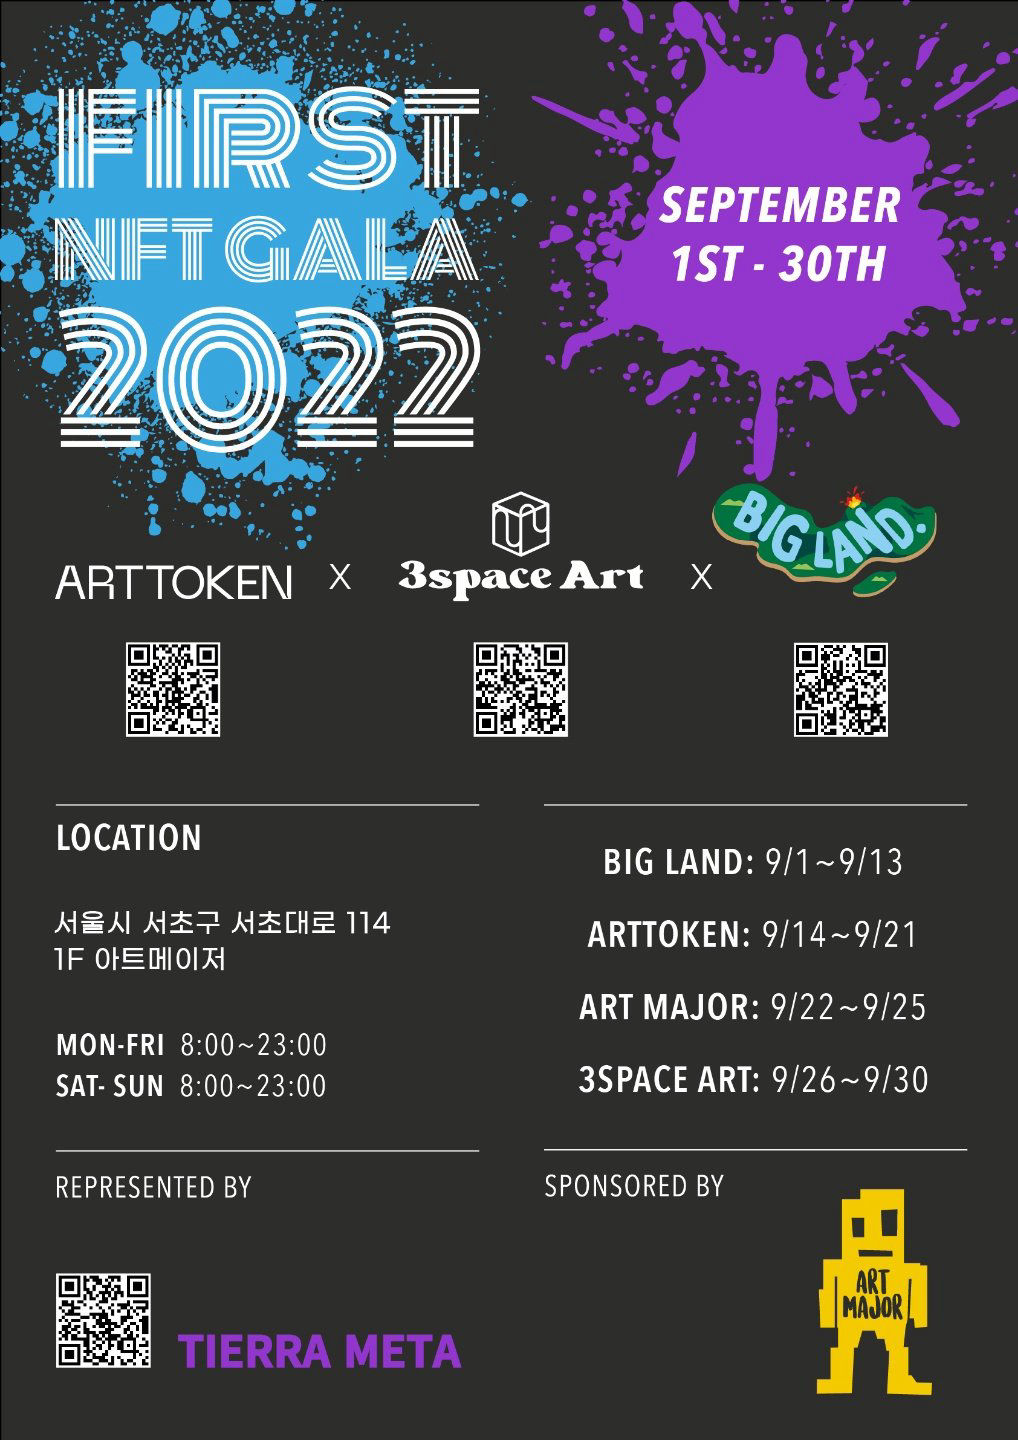 FIRST
NFT GALA
2022
SEPTEMBER
1ST - 30TH
ARTTOKEN X 3space Art X BIG LAND.
LOCATION
서울시 서초구 서초대로 114
1F 아트메이저
MON-FRI 8:00~23:00
SAT- SUN 8:00~23:00
BIG LAND: 9/1~9/13
ARTTOKEN: 9/14~9/21
ART MAJOR: 9/22~9/25
3SPACE ART: 9/26~9/30
REPRESENTED BY
TIERRA META
SPONSORED BY
ART
MAJOR